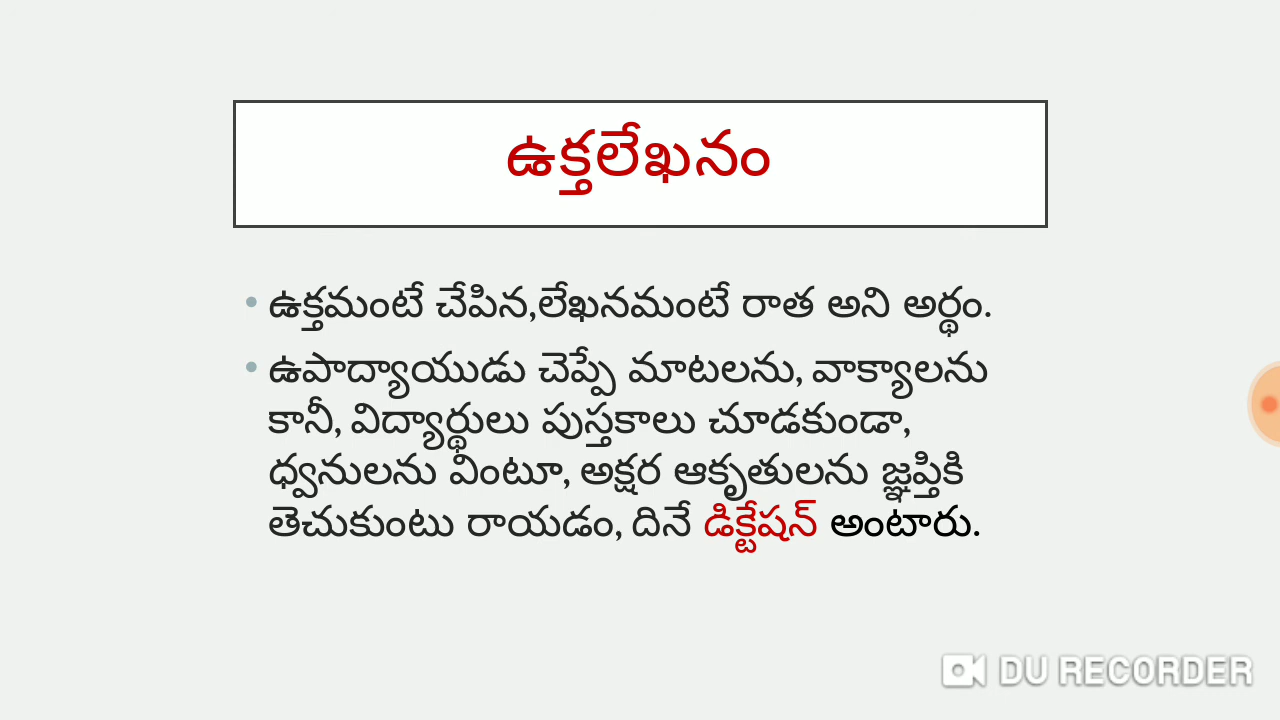 ఉక్తలేఖనం
• ఉక్తమంటే చేపిన,లేఖనమంటే రాత అని అర్థం.
• ఉపాద్యాయుడు చెప్పే మాటలను, వాక్యాలను
కానీ, విద్యార్థులు పుస్తకాలు చూడకుండా,
ధ్వనులను వింటూ, అక్షర ఆకృతులను జ్ఞప్తికి
తెచుకుంటు రాయడం, దినే డిక్టేషన్ అంటారు.
DU RECORDER